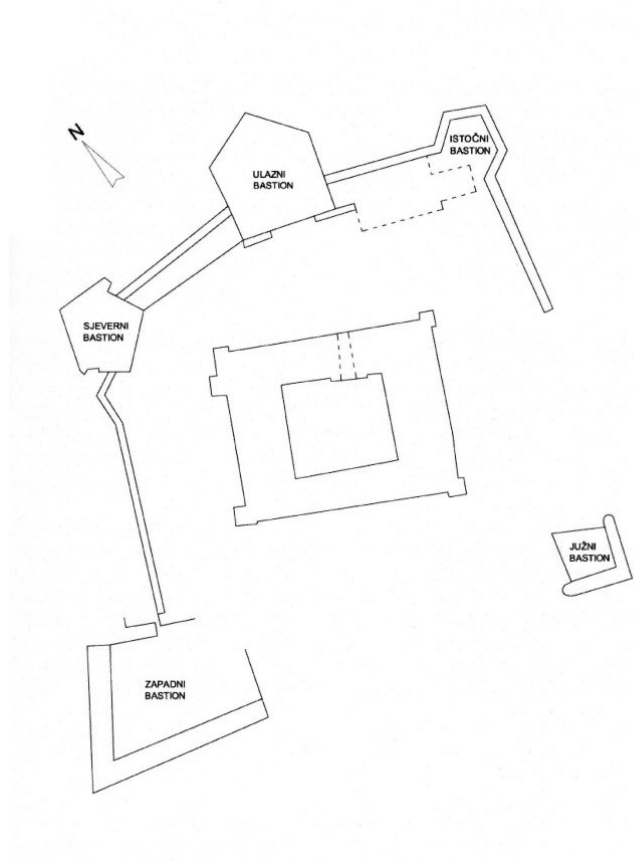 N
ULAZNI
BASTION
ISTOČNI
BASTION
SJEVERNI
BASTION
JUŽNI
BASTION
ZAPADNI
BASTION